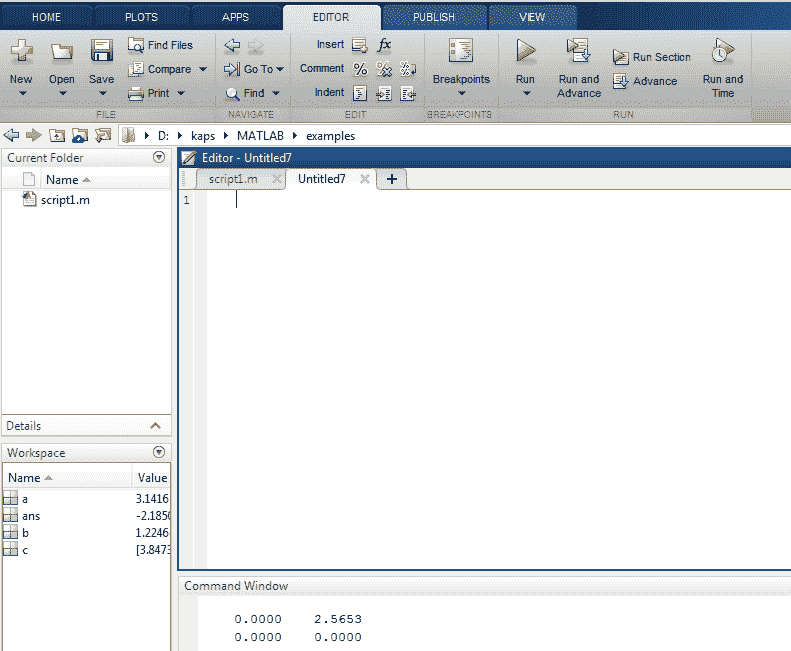 HOME PLOTS APPS EDITOR PUBLISH VIEW
New Open Save Find Files Compare Print
FILE
Go To Find
NAVIGATE
Insert fx
Comment % % %
Indent
EDIT
Breakpoints
BREAKPOINTS
Run Run and Advance Run Section Advance Run and Time
RUN
D: kaps MATLAB examples
Current Folder
Name
script1.m
Details
Workspace
Name Value
a 3.1416
ans -2.1850
b 1.2246
c [3.8473
Editor - Untitled7
script1.m Untitled7 +
1
Command Window
0.0000 2.5653
0.0000 0.0000